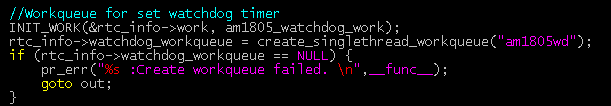 //Workqueue for set watchdog timer
INIT_WORK(&rtc_info->work, am1805_watchdog_work);
rtc_info->watchdog_workqueue = create_singlethread_workqueue("am1805wd");
if (rtc_info->watchdog_workqueue == NULL) {
    pr_err("%s :Create workqueue failed. \n",__func__);
    goto out;
}